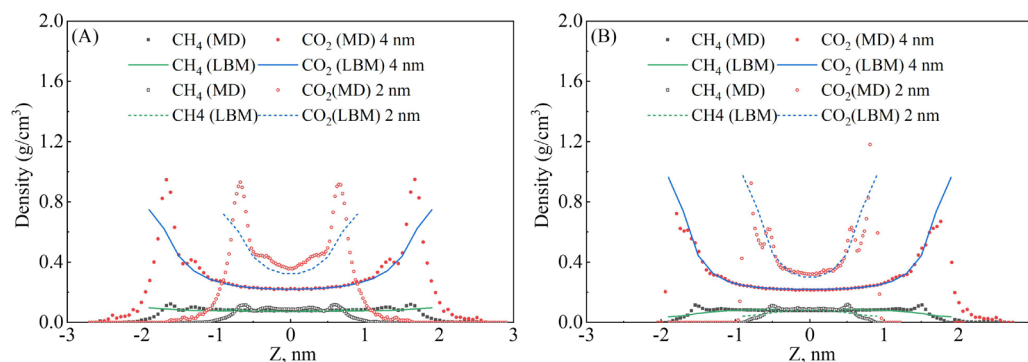 (A)
CH₄ (MD) CO₂ (MD) 4 nm
CH₄ (LBM) CO₂ (LBM) 4 nm
CH₄ (MD) CO₂(MD) 2 nm
CH4 (LBM) CO₂(LBM) 2 nm
Density (g/cm³)
2.0
1.6
1.2
0.8
0.4
0.0
-3 -2 -1 0 1 2 3
Z, nm
(B)
CH₄ (MD) CO₂ (MD) 4 nm
CH₄ (LBM) CO₂ (LBM) 4 nm
CH₄ (MD) CO₂(MD) 2 nm
CH4 (LBM) CO₂(LBM) 2 nm
Density (g/cm³)
2.0
1.6
1.2
0.8
0.4
0.0
-3 -2 -1 0 1 2 3
Z, nm